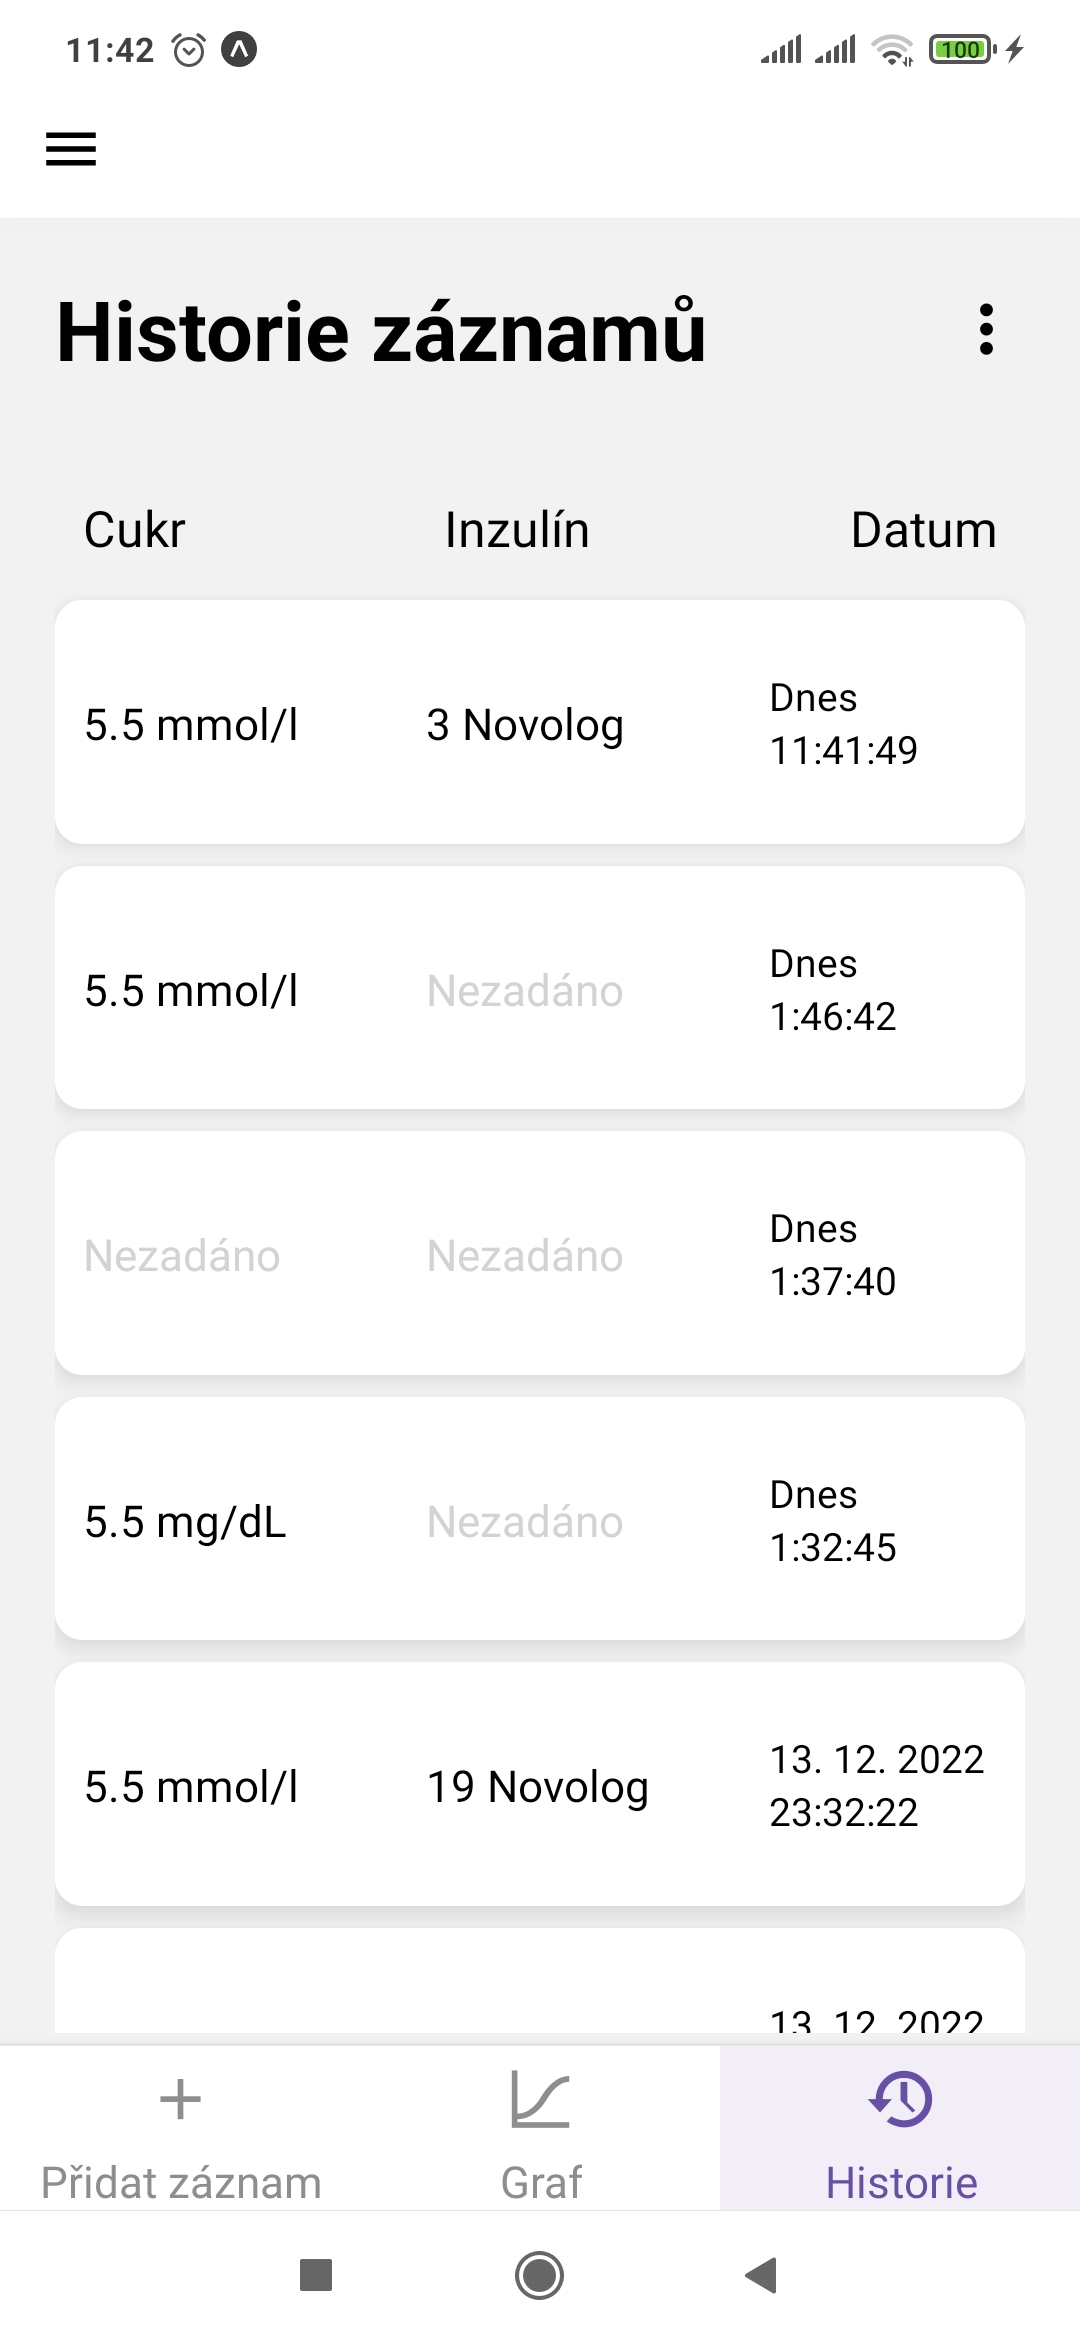 11:42
100
Historie záznamů
Cukr Inzulín Datum
5.5 mmol/l 3 Novolog Dnes
11:41:49
5.5 mmol/l Nezadáno Dnes
1:46:42
Nezadáno Nezadáno Dnes
1:37:40
5.5 mg/dL Nezadáno Dnes
1:32:45
5.5 mmol/l 19 Novolog 13. 12. 2022
23:32:22
13. 12. 2022
Přidat záznam Graf Historie